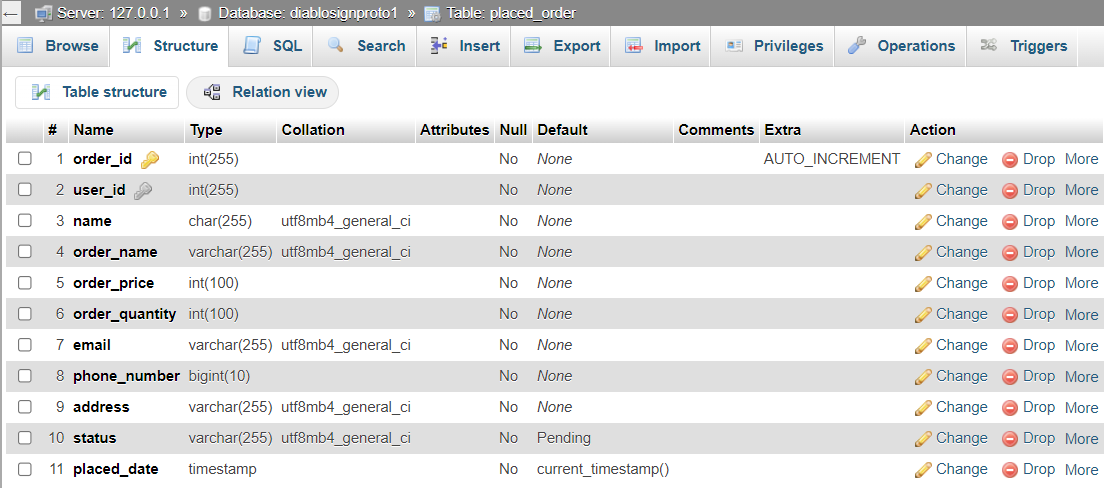 Server: 127.0.0.1 » Database: diablosignproto1 » Table: placed_order
Browse Structure SQL Search Insert Export Import Privileges Operations Triggers
Table structure Relation view
# Name Type Collation Attributes Null Default Comments Extra Action
1 order_id int(255) No None AUTO_INCREMENT Change Drop More
2 user_id int(255) No None Change Drop More
3 name char(255) utf8mb4_general_ci No None Change Drop More
4 order_name varchar(255) utf8mb4_general_ci No None Change Drop More
5 order_price int(100) No None Change Drop More
6 order_quantity int(100) No None Change Drop More
7 email varchar(255) utf8mb4_general_ci No None Change Drop More
8 phone_number bigint(10) No None Change Drop More
9 address varchar(255) utf8mb4_general_ci No None Change Drop More
10 status varchar(255) utf8mb4_general_ci No Pending Change Drop More
11 placed_date timestamp No current_timestamp() Change Drop More